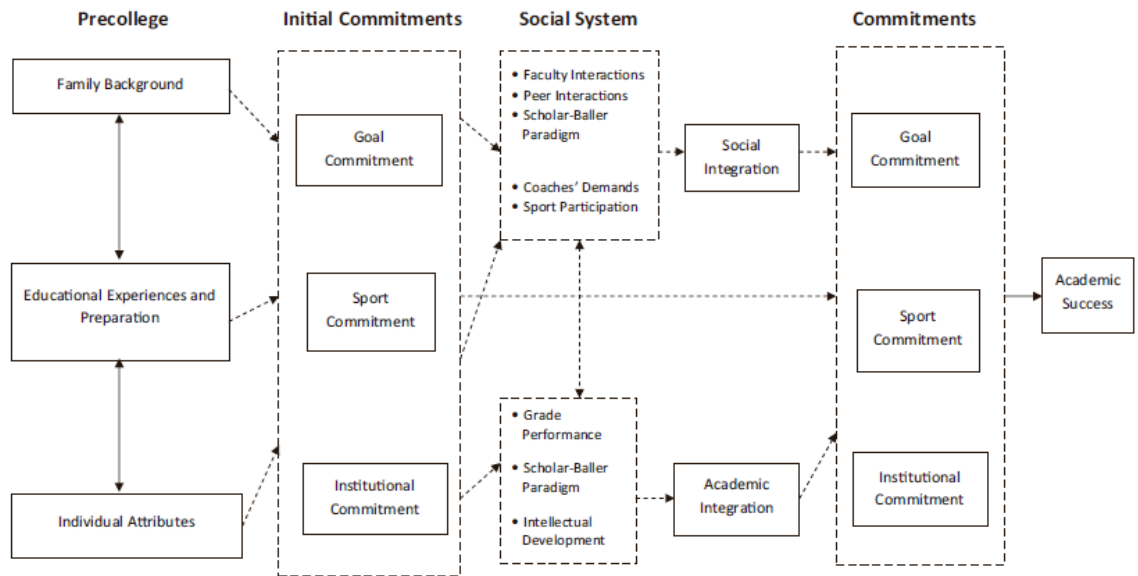 Precollege
Initial Commitments
Social System
Commitments
Family Background
Educational Experiences and
Preparation
Individual Attributes
Goal
Commitment
Sport
Commitment
Institutional
Commitment
• Faculty Interactions
• Peer Interactions
• Scholar-Baller
Paradigm
• Coaches' Demands
• Sport Participation
• Grade
Performance
• Scholar-Baller
Paradigm
• Intellectual
Development
Social
Integration
Academic
Integration
Goal
Commitment
Sport
Commitment
Institutional
Commitment
Academic
Success